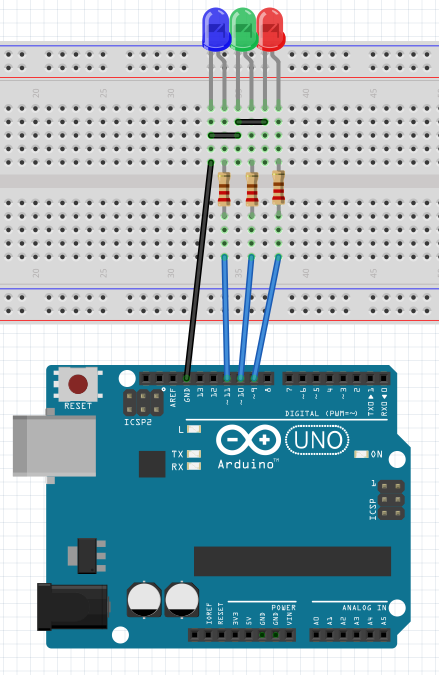 20 25 30 35 40 45
20 25 30 35 40 45
RESET
ICSP2
AREF
GND
13
12
~11
~10
~9
8
7
~6
~5
4
~3
2
TXD▶1
RXD◀0
DIGITAL (PWM=~)
L
TX
RX
UNO
Arduino™
ON
1
ICSP
IOREF
RESET
3V3
5V
GND
GND
VIN
POWER
ANALOG IN
A0
A1
A2
A3
A4
A5